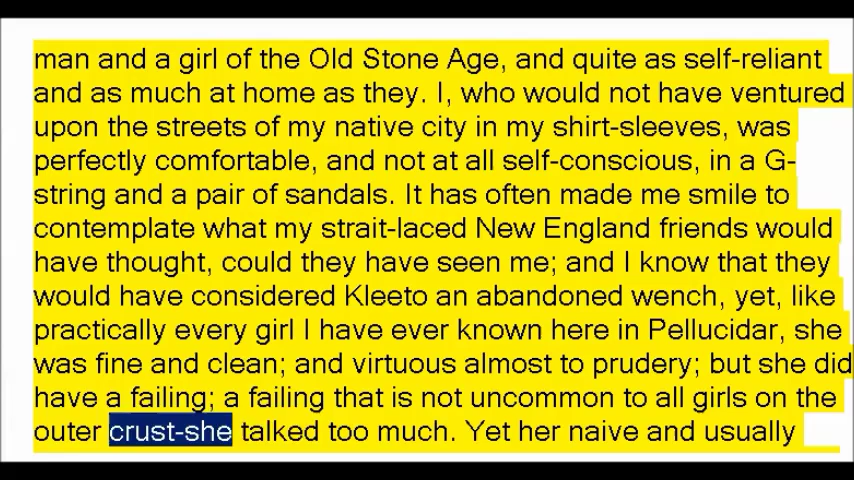 man and a girl of the Old Stone Age, and quite as self-reliant
and as much at home as they. I, who would not have ventured
upon the streets of my native city in my shirt-sleeves, was
perfectly comfortable, and not at all self-conscious, in a G-
string and a pair of sandals. It has often made me smile to
contemplate what my strait-laced New England friends would
have thought, could they have seen me; and I know that they
would have considered Kleeto an abandoned wench, yet, like
practically every girl I have ever known here in Pellucidar, she
was fine and clean; and virtuous almost to prudery; but she did
have a failing; a failing that is not uncommon to all girls on the
outer crust-she talked too much. Yet her naive and usually